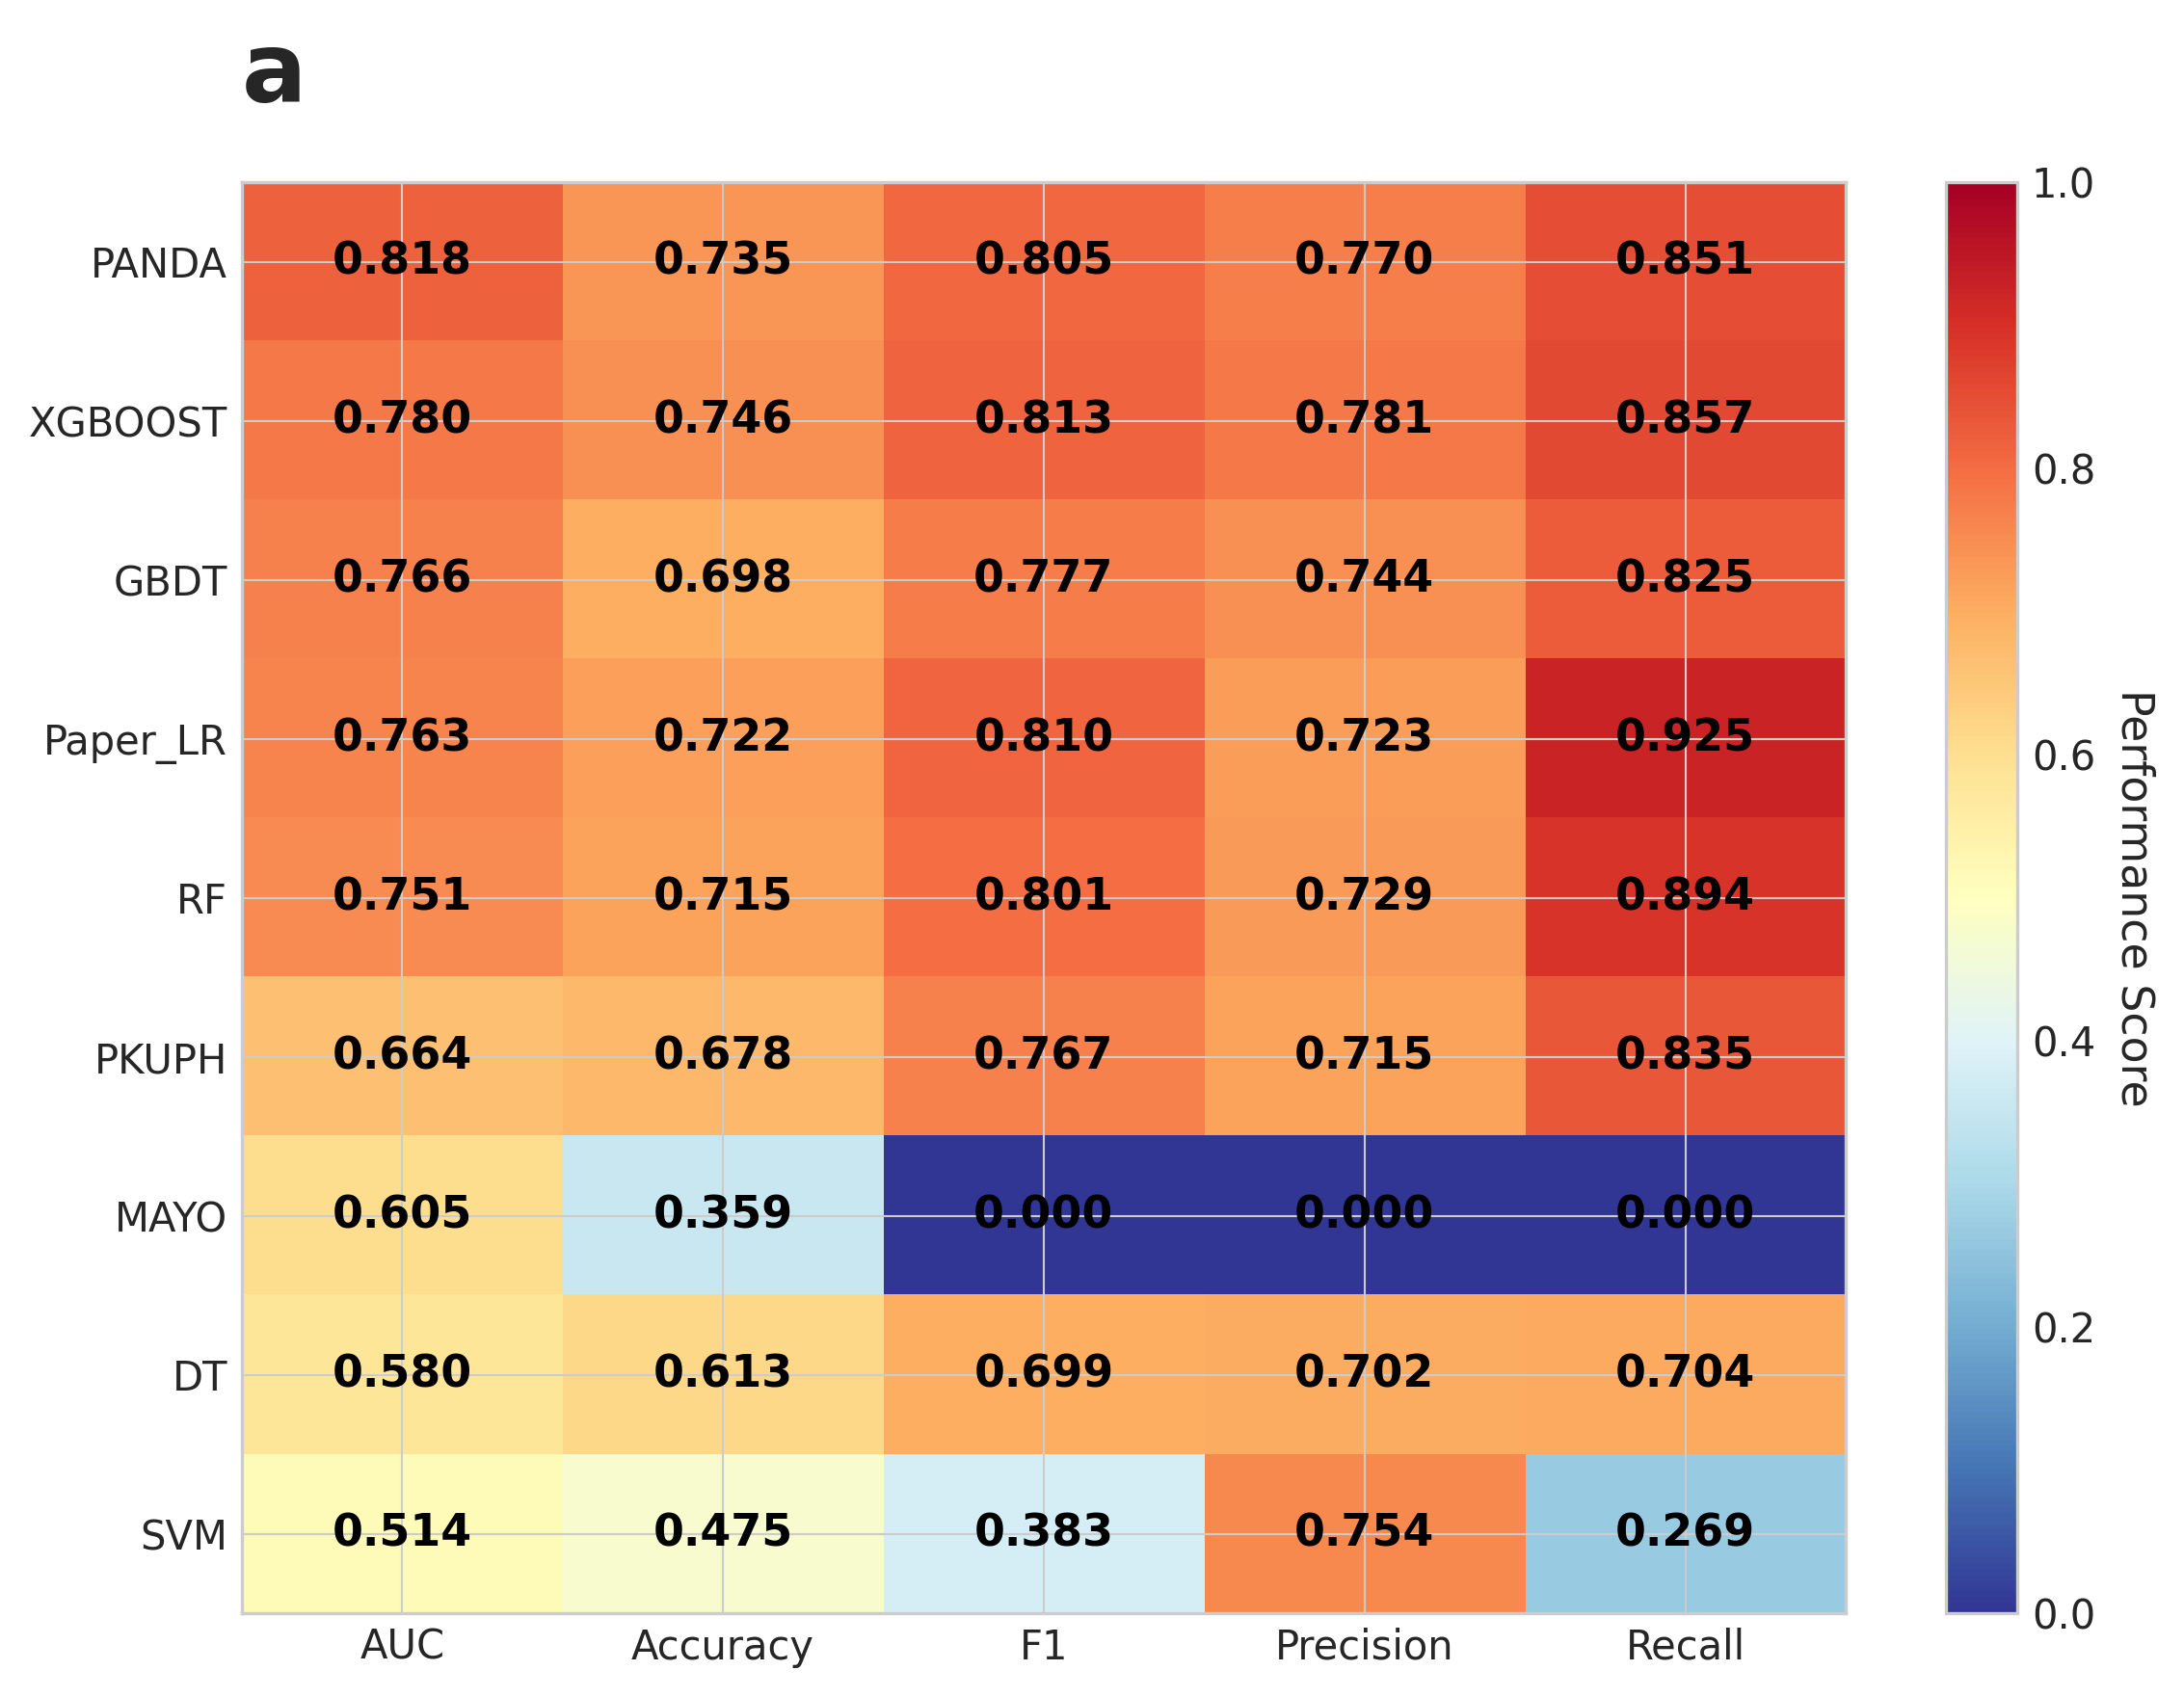 a
PANDA 0.818 0.735 0.805 0.770 0.851
XGBOOST 0.780 0.746 0.813 0.781 0.857
GBDT 0.766 0.698 0.777 0.744 0.825
Paper_LR 0.763 0.722 0.810 0.723 0.925
RF 0.751 0.715 0.801 0.729 0.894
PKUPH 0.664 0.678 0.767 0.715 0.835
MAYO 0.605 0.359 0.000 0.000 0.000
DT 0.580 0.613 0.699 0.702 0.704
SVM 0.514 0.475 0.383 0.754 0.269
AUC Accuracy F1 Precision Recall
1.0
0.8
0.6
0.4
0.2
0.0
Performance Score